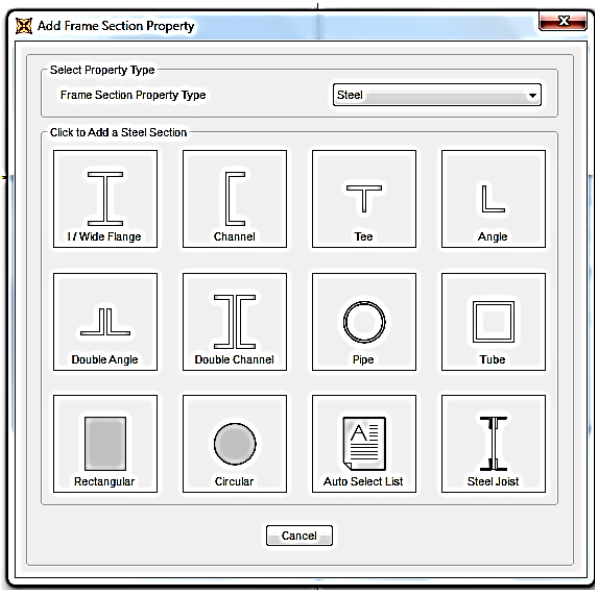 Add Frame Section Property
Select Property Type
Frame Section Property Type Steel
Click to Add a Steel Section
I / Wide Flange Channel Tee Angle
Double Angle Double Channel Pipe Tube
Rectangular Circular Auto Select List Steel Joist
Cancel